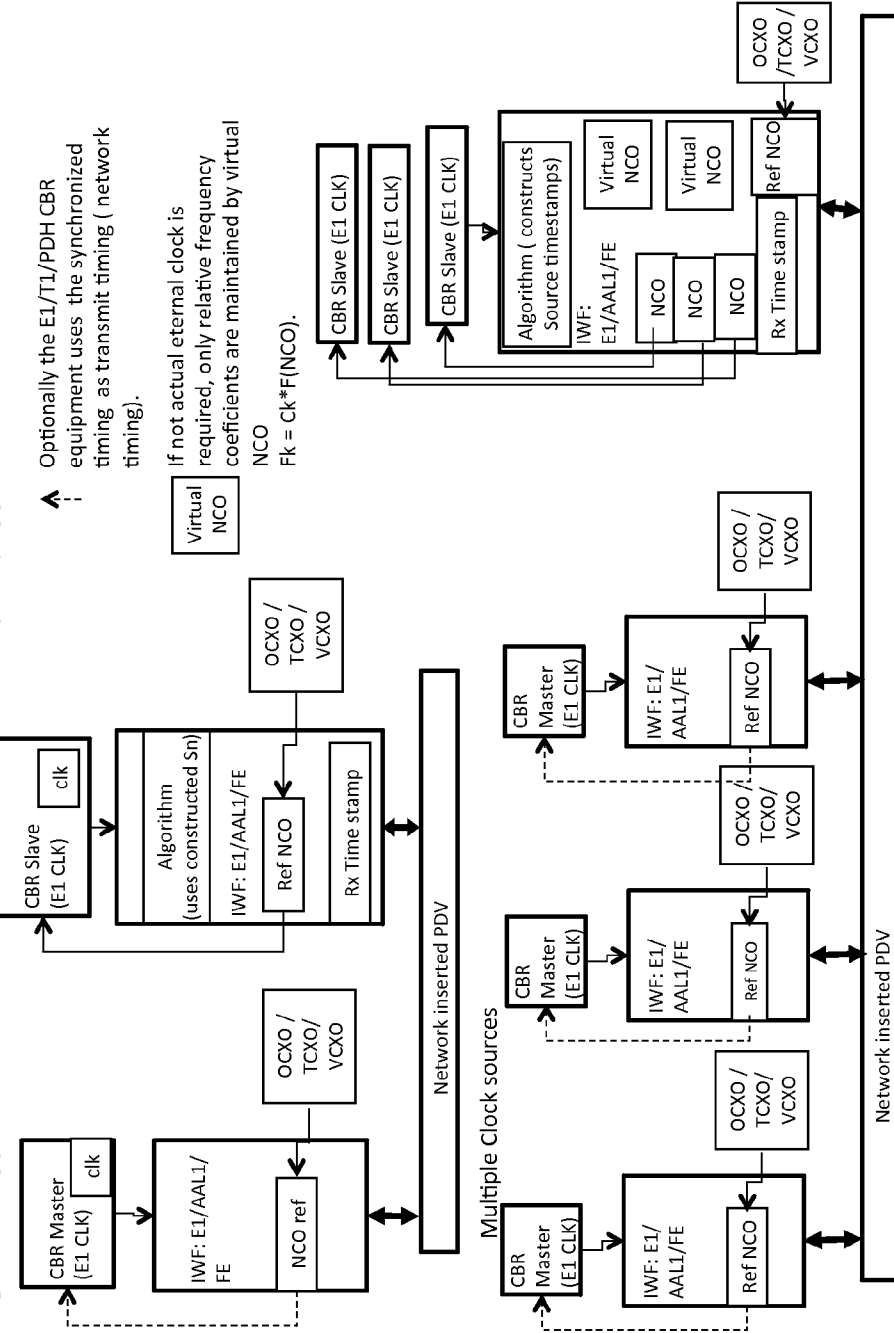 CBR Master
(E1 CLK)
clk
IWF: E1/AAL1/
FE
NCO ref
OCXO /
TCXO/
VCXO
CBR Slave
(E1 CLK)
clk
Algorithm
(uses constructed Sn)
IWF: E1/AAL1/FE
Ref NCO
Rx Time stamp
OCXO /
TCXO /
VCXO
Network inserted PDV
Optionally the E1/T1/PDH CBR
equipment uses the synchronized
timing as transmit timing ( network
timing).
Virtual
NCO
If not actual eternal clock is
required, only relative frequency
coeficients are maintained by virtual
NCO
Fk = Ck*F(NCO).
Multiple Clock sources
CBR
Master
(E1 CLK)
IWF: E1/
AAL1/FE
Ref NCO
OCXO /
TCXO/
VCXO
CBR
Master
(E1 CLK)
IWF: E1/
AAL1/FE
Ref NCO
OCXO /
TCXO/
VCXO
CBR
Master
(E1 CLK)
IWF: E1/
AAL1/FE
Ref NCO
OCXO /
TCXO/
VCXO
CBR Slave (E1 CLK)
CBR Slave (E1 CLK)
CBR Slave (E1 CLK)
Algorithm ( constructs
Source timestamps)
IWF:
E1/AAL1/FE
NCO
NCO
NCO
Virtual
NCO
Virtual
NCO
Rx Time stamp
Ref NCO
OCXO
/TCXO /
VCXO
Network inserted PDV